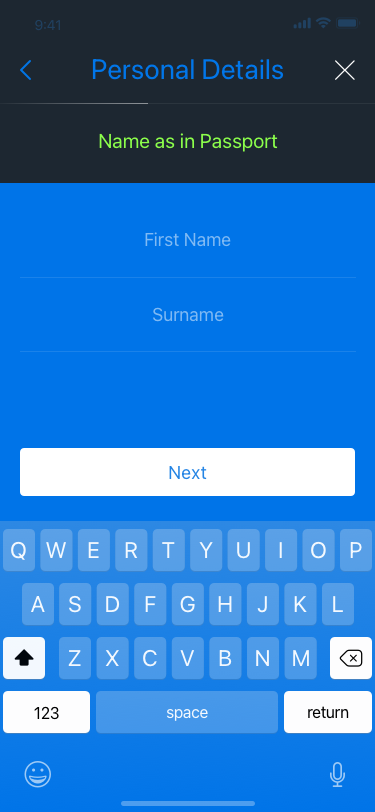 9:41
Personal Details
Name as in Passport
First Name
Surname
Next
Q W E R T Y U I O P
A S D F G H J K L
Z X C V B N M
123 space return